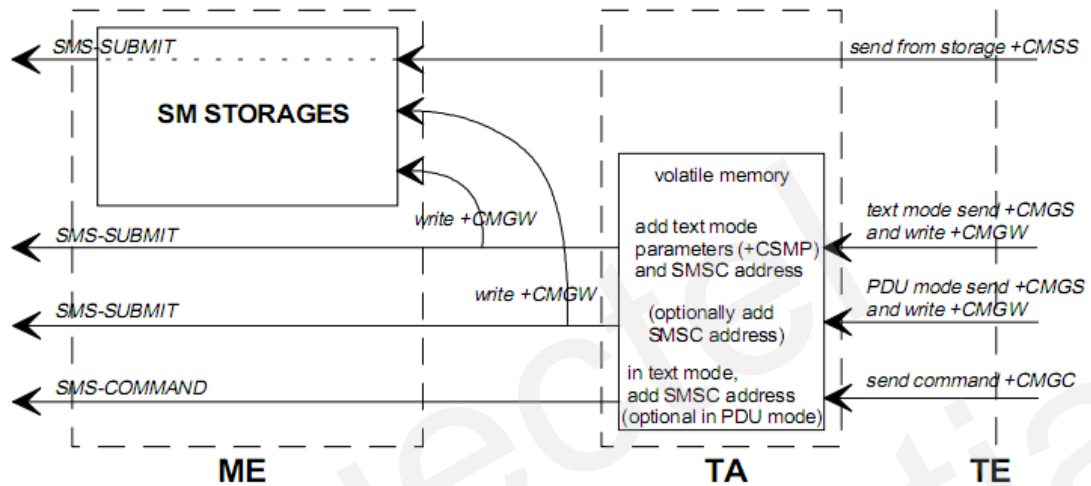 SMS-SUBMIT
send from storage +CMSS
SM STORAGES
volatile memory
write +CMGW
add text mode
parameters (+CSMP)
and SMSC address
text mode send +CMGS
and write +CMGW
SMS-SUBMIT
write +CMGW
(optionally add
SMSC address)
PDU mode send +CMGS
and write +CMGW
SMS-SUBMIT
in text mode,
add SMSC address
(optional in PDU mode)
send command +CMGC
SMS-COMMAND
ME
TA
TE